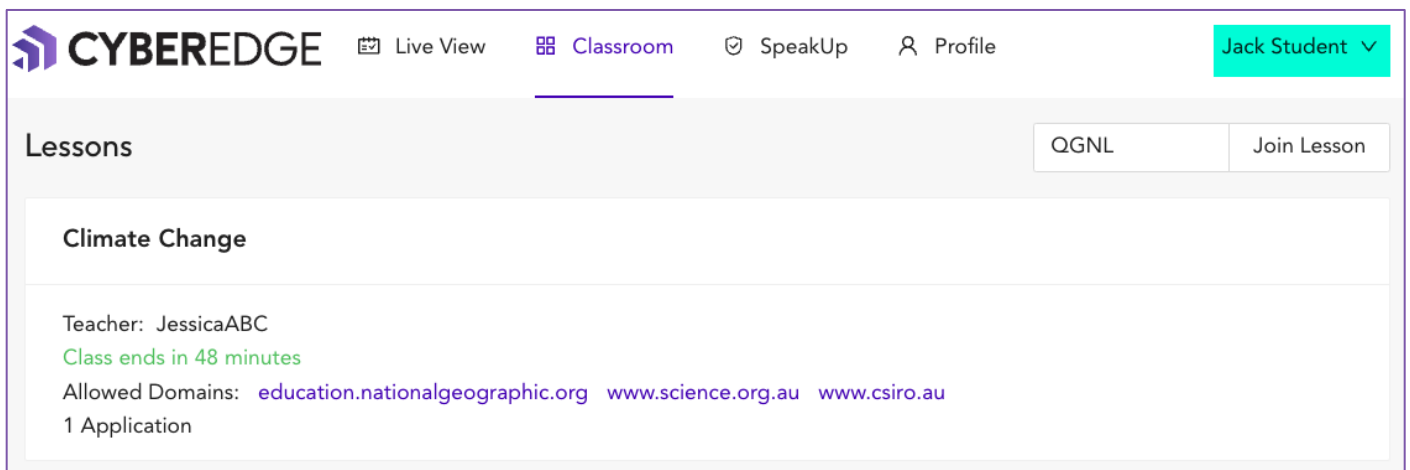 CYBEREDGE Live View Classroom SpeakUp Profile Jack Student
Lessons QGNL Join Lesson
Climate Change
Teacher: JessicaABC
Class ends in 48 minutes
Allowed Domains: education.nationalgeographic.org www.science.org.au www.csiro.au
1 Application